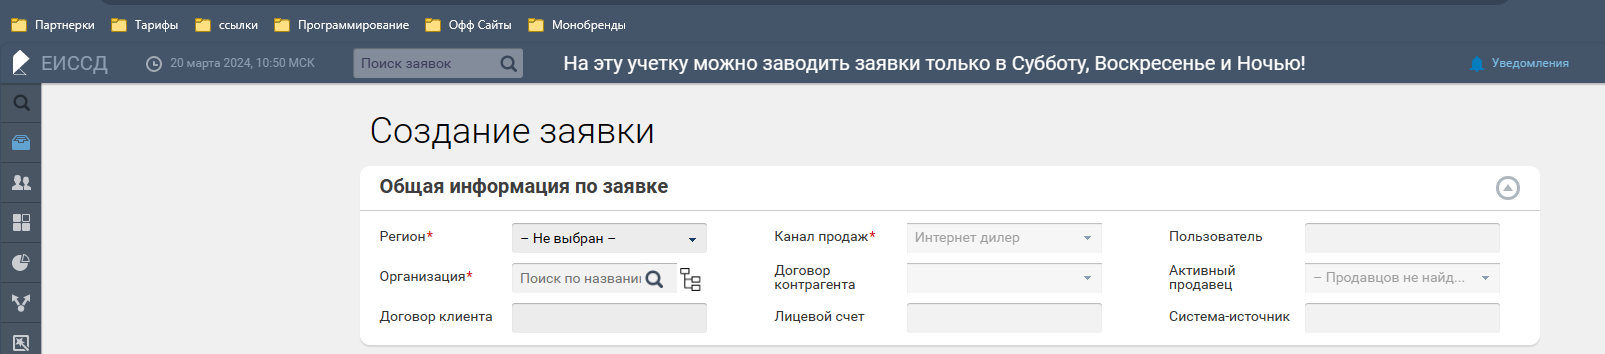 Партнерки Тарифы ссылки Программирование Офф Сайты Монобренды
ЕИССД 20 марта 2024, 10:50 МСК Поиск заявок На эту учетку можно заводить заявки только в Субботу, Воскресенье и Ночью! Уведомления
Создание заявки
Общая информация по заявке
Регион* – Не выбран – Канал продаж* Интернет дилер Пользователь
Организация* Поиск по названи Договор контрагента Активный продавец – Продавцов не найд...
Договор клиента Лицевой счет Система-источник